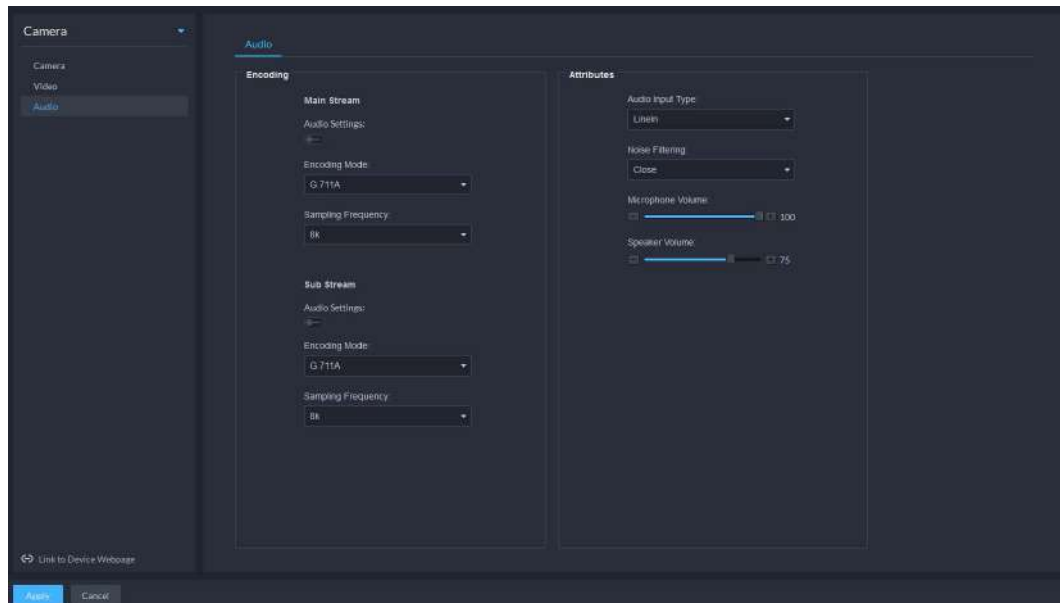 Camera
Camera
Video
Audio
Link to Device Webpage
Audio
Encoding
Main Stream
Audio Settings:
Encoding Mode:
G.711A
Sampling Frequency:
8k
Sub Stream
Audio Settings:
Encoding Mode:
G.711A
Sampling Frequency:
8k
Attributes
Audio Input Type:
LineIn
Noise Filtering:
Close
Microphone Volume:
100
Speaker Volume:
75
Apply
Cancel